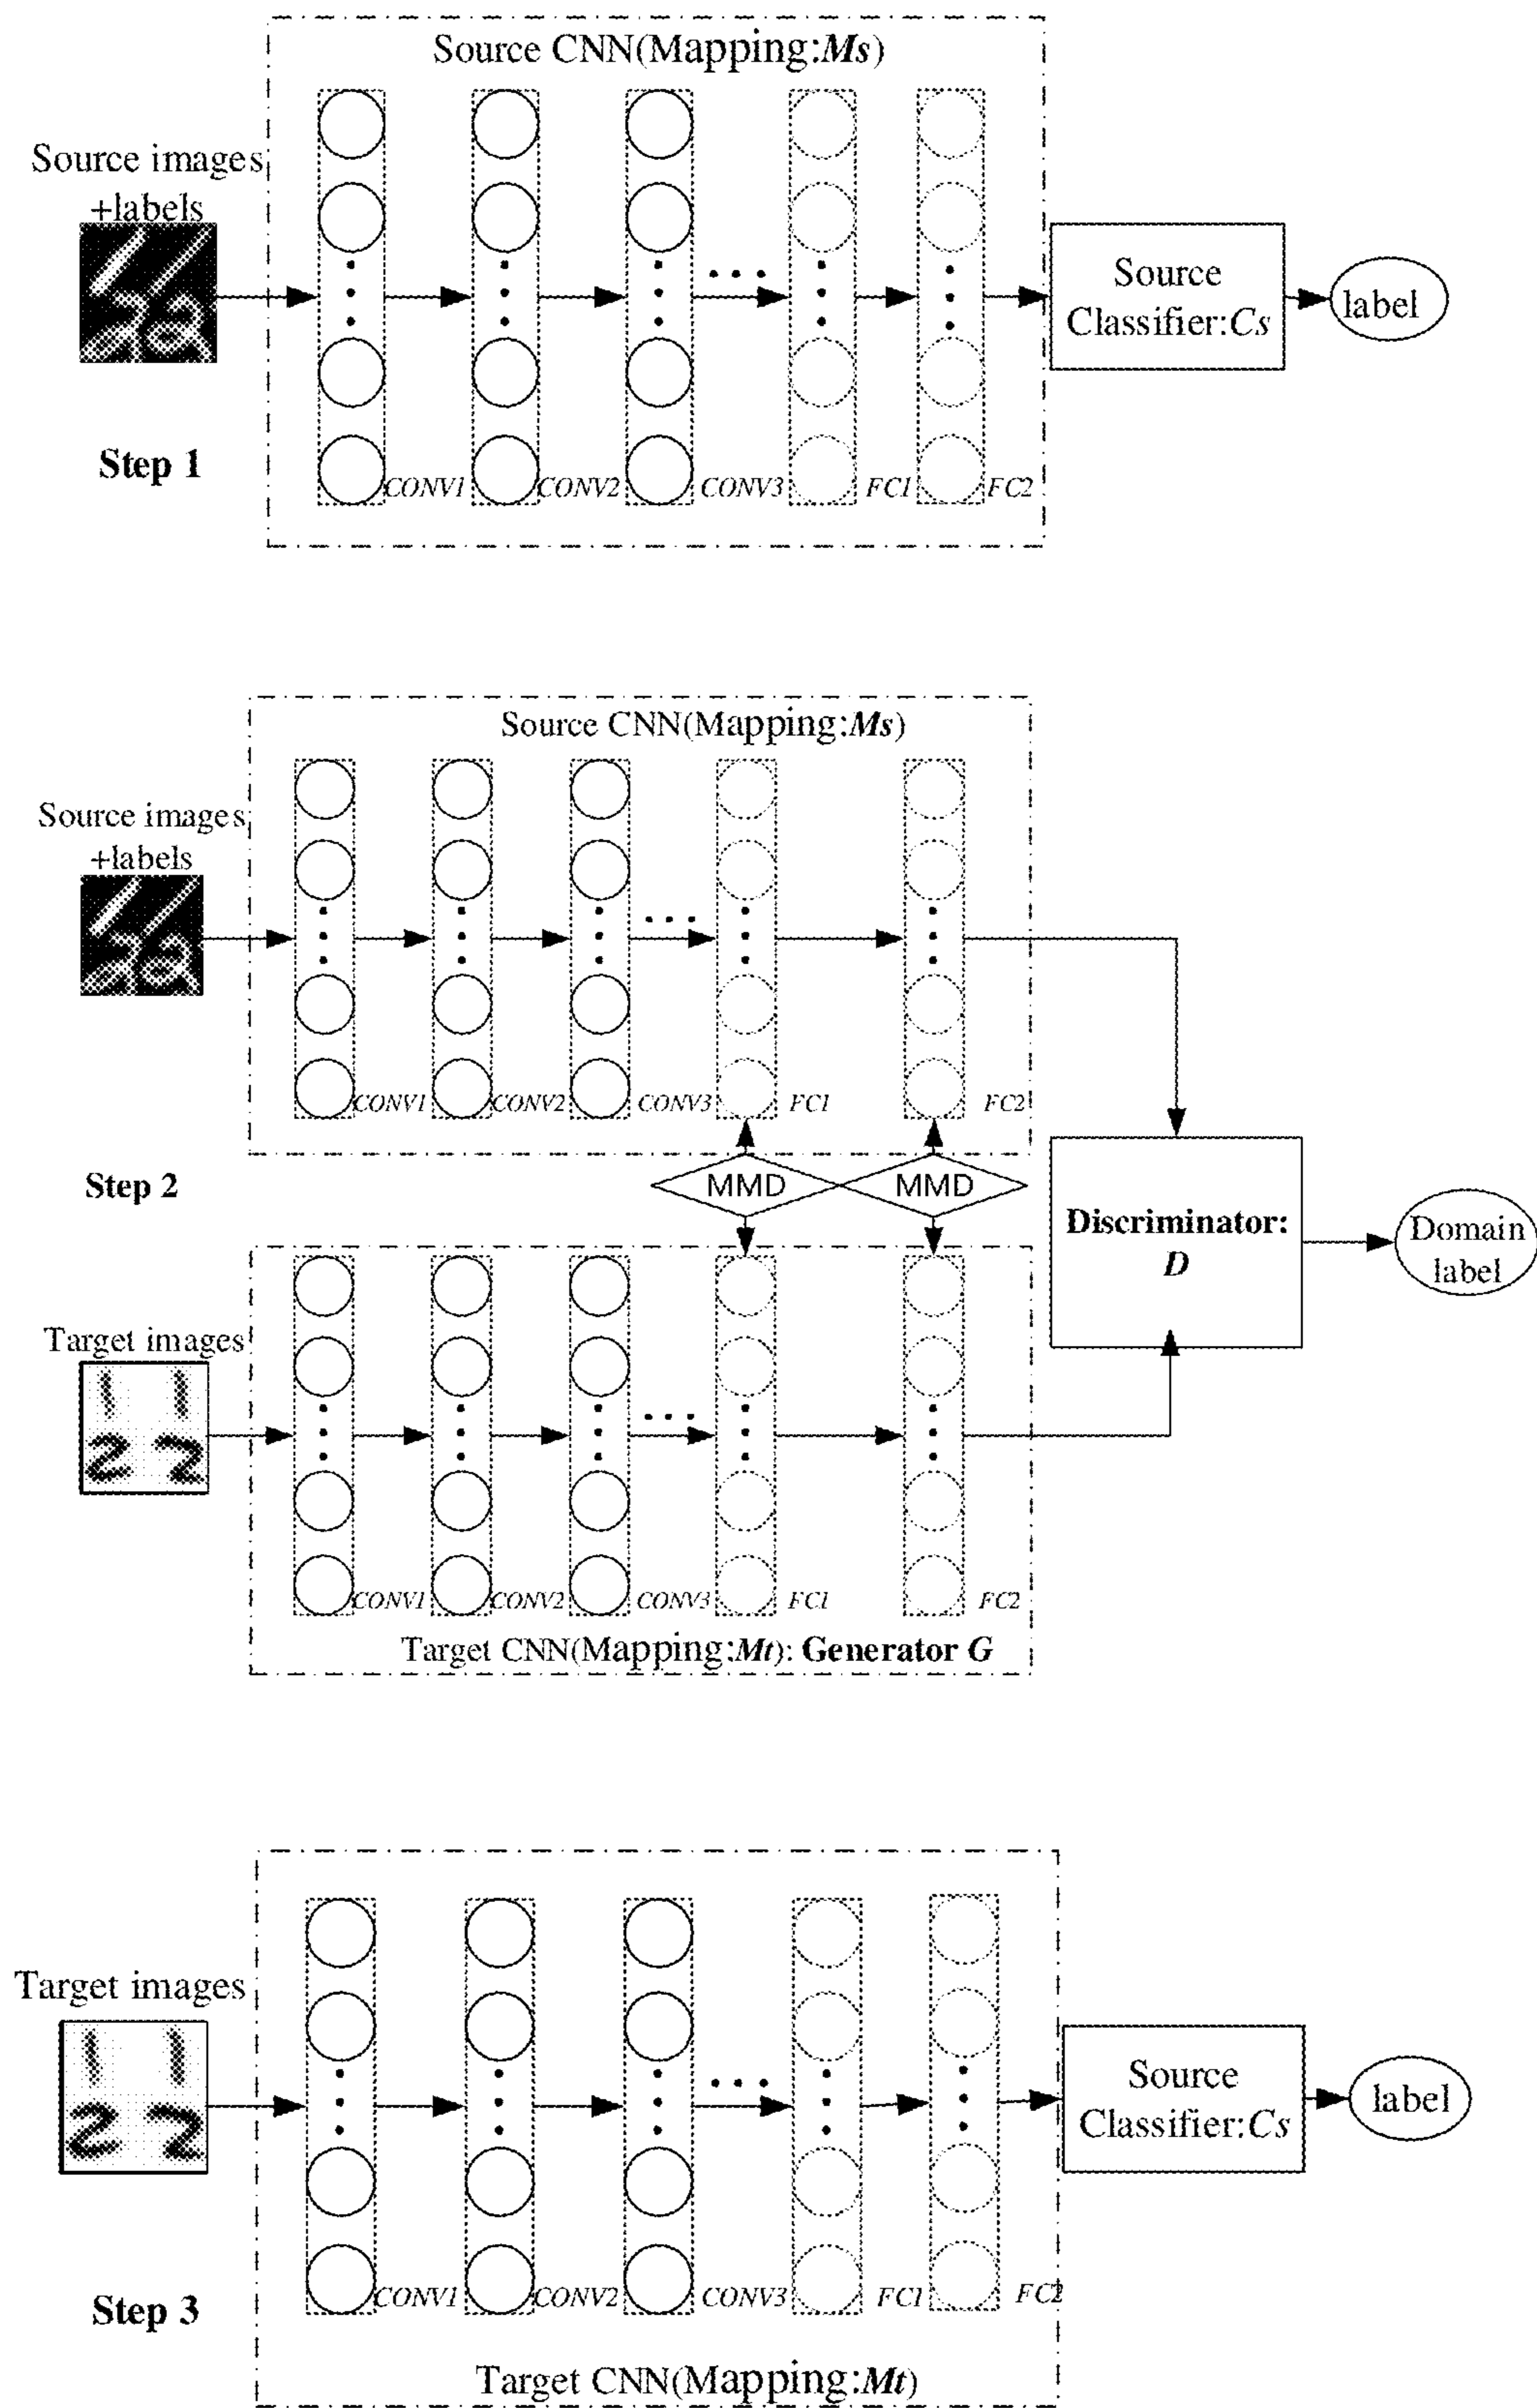 Source CNN(Mapping:Ms)
Source images
+labels
Source
Classifier:Cs
label
Step 1
CONV1
CONV2
CONV3
FC1
FC2
Source CNN(Mapping:Ms)
Source images
+labels
CONV1
CONV2
CONV3
FC1
FC2
Step 2
MMD
MMD
Discriminator:
D
Domain
label
Target images
CONV1
CONV2
CONV3
FC1
FC2
Target CNN(Mapping:Mt): Generator G
Target images
Source
Classifier:Cs
label
Step 3
CONV1
CONV2
CONV3
FC1
FC2
Target CNN(Mapping:Mt)